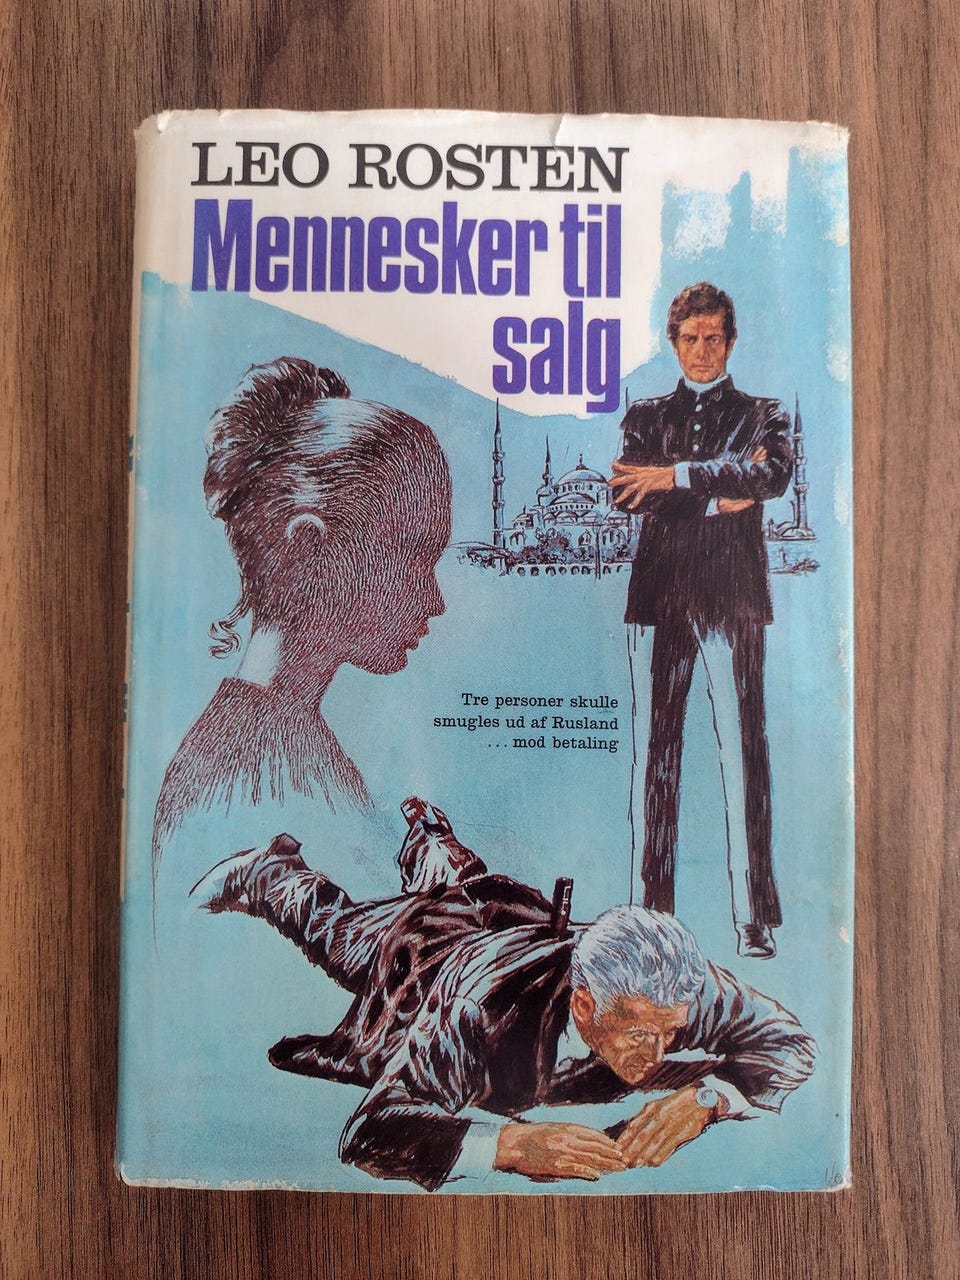 LEO ROSTEN
Mennesker til
salg
Tre personer skulle
smugles ud af Rusland
... mod betaling